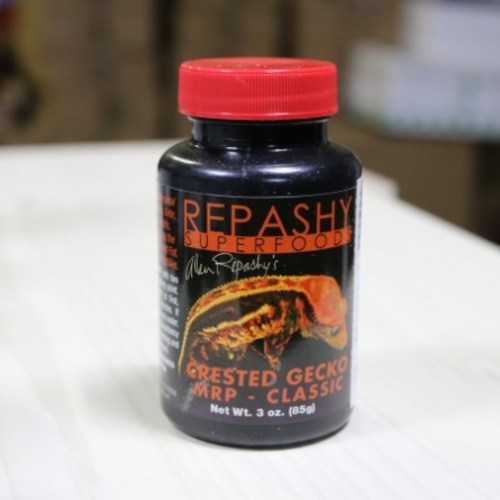 REPASHY
SUPERFOODS
Allen Repashy's
CRESTED GECKO
MRP - CLASSIC
Net Wt. 3 oz. (85g)